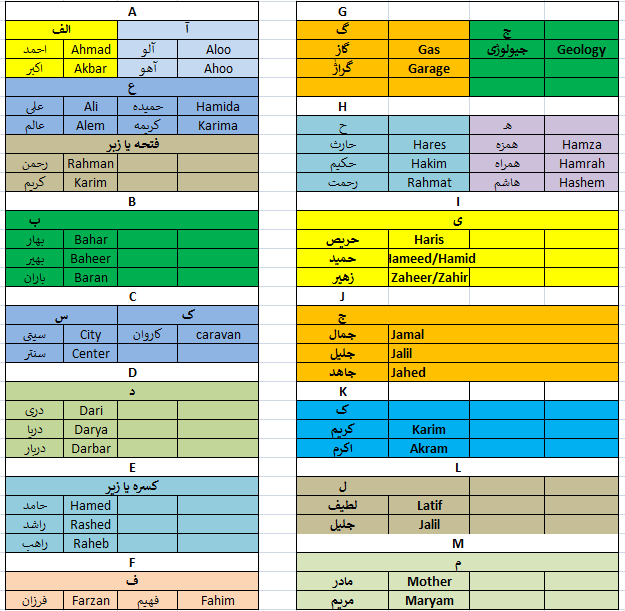 A
الف	آ
احمد	Ahmad	آلو	Aloo
اکبر	Akbar	آهو	Ahoo
ع
علی	Ali	حمیده	Hamida
عالم	Alem	کریمه	Karima
فتحه یا زبر
رحمن	Rahman
کریم	Karim
B
ب
بهار	Bahar
بهیر	Baheer
باران	Baran
C
س	ک
سیتی	City	کاروان	caravan
سنتر	Center
D
د
دری	Dari
دریا	Darya
دربار	Darbar
E
کسره یا زیر
حامد	Hamed
راشد	Rashed
راهب	Raheb
F
ف
فرزان	Farzan	فهیم	Fahim
G
گ	ج
گاز	Gas	جیولوژی	Geology
گراژ	Garage
H
ح	هـ
حارث	Hares	همزه	Hamza
حکیم	Hakim	همراه	Hamrah
رحمت	Rahmat	هاشم	Hashem
I
ی
حریص	Haris
حمید	Hameed/Hamid
زهیر	Zaheer/Zahir
J
ج
جمال	Jamal
جلیل	Jalil
جاهد	Jahed
K
ک
کریم	Karim
اکرم	Akram
L
ل
لطیف	Latif
جلیل	Jalil
M
م
مادر	Mother
مریم	Maryam